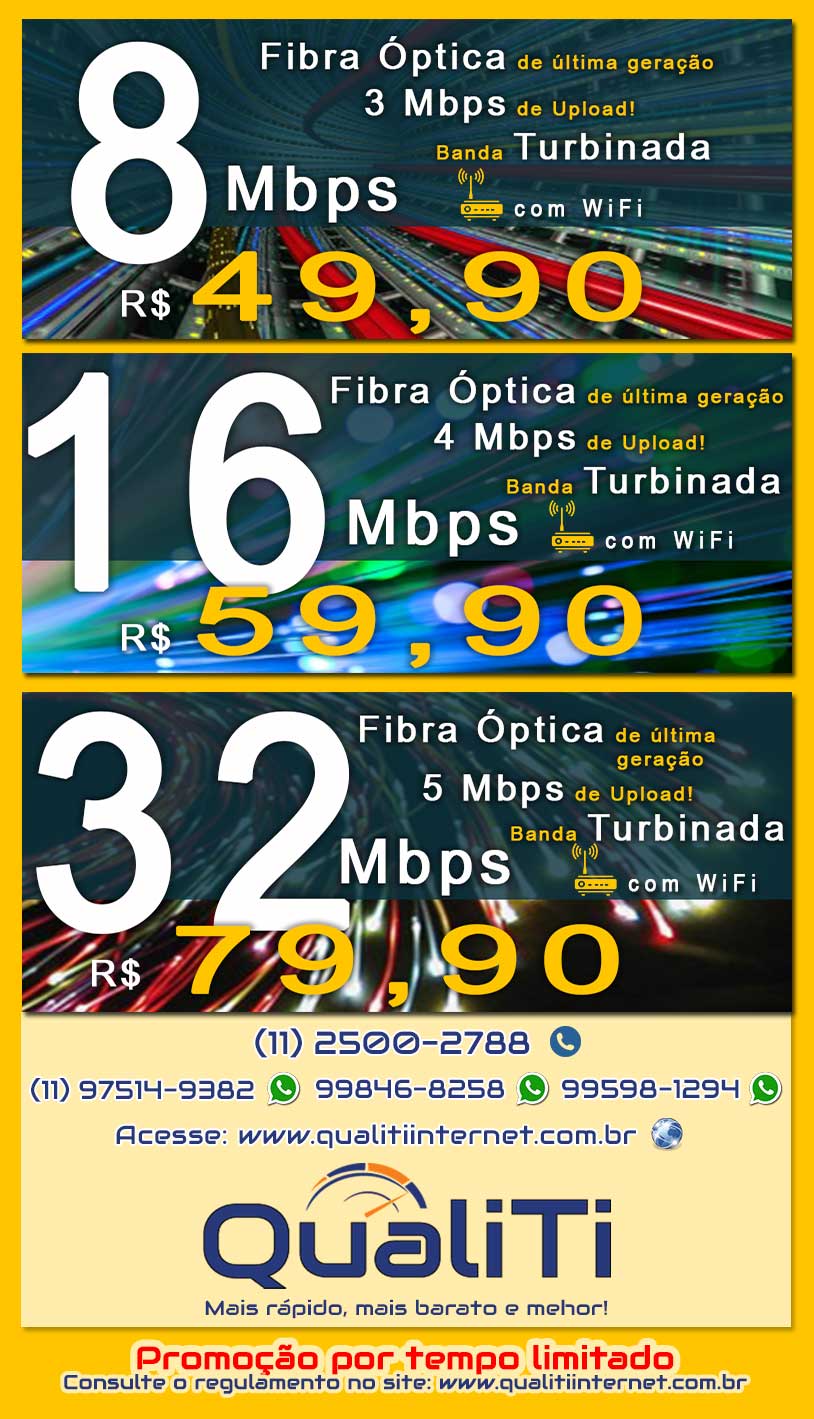 8 Mbps
Fibra Óptica de última geração
3 Mbps de Upload!
Banda Turbinada
com WiFi
R$ 49,90
16 Mbps
Fibra Óptica de última geração
4 Mbps de Upload!
Banda Turbinada
com WiFi
R$ 59,90
32 Mbps
Fibra Óptica de última
geração
5 Mbps de Upload!
Banda Turbinada
com WiFi
R$ 79,90
(11) 2500-2788
(11) 97514-9382 99846-8258 99598-1294
Acesse: www.qualitiinternet.com.br
QualiTi
Mais rápido, mais barato e mehor!
Promoção por tempo limitado
Consulte o regulamento no site: www.qualitiinternet.com.br